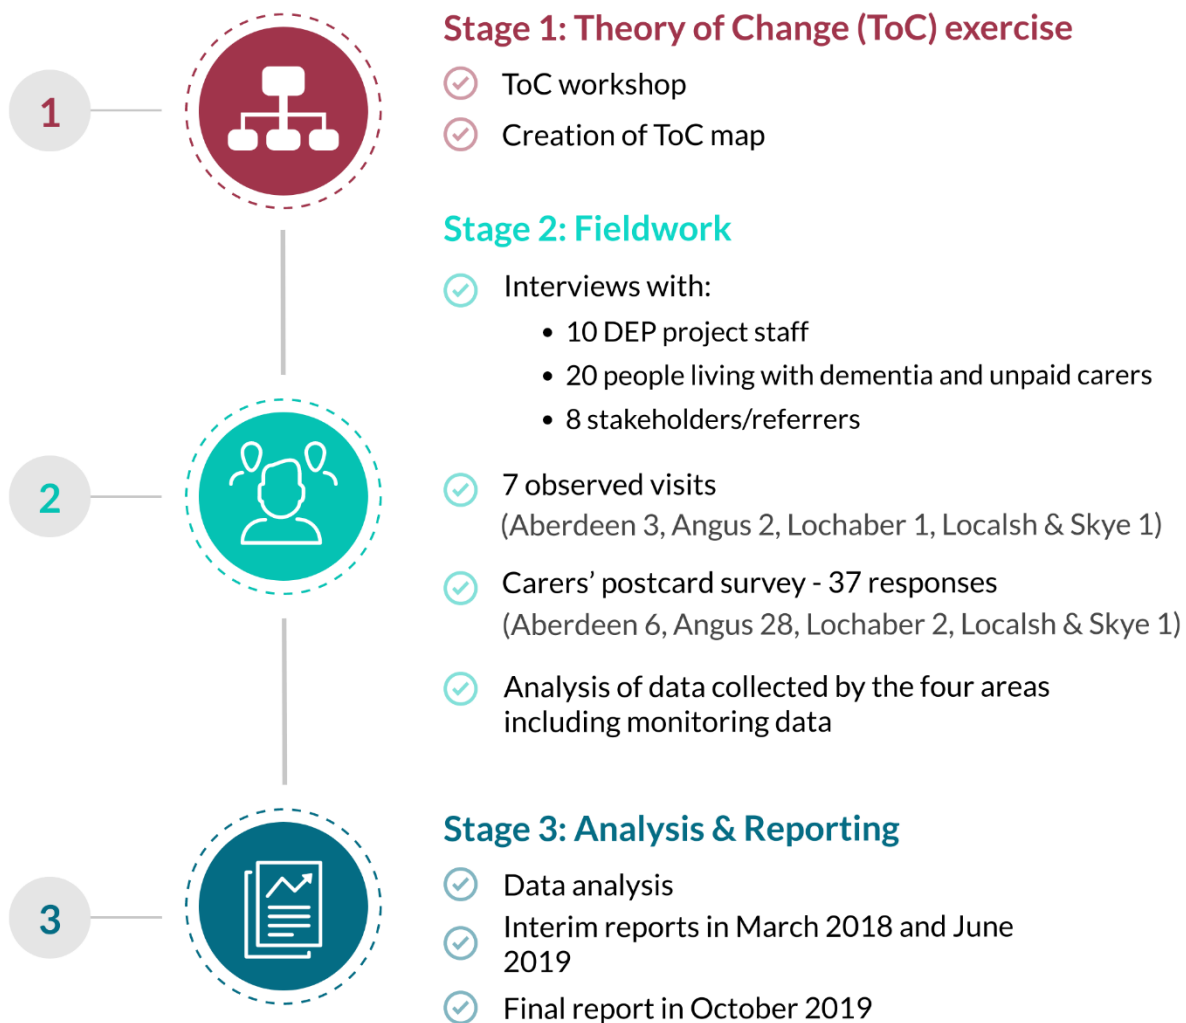 Stage 1: Theory of Change (ToC) exercise
1
ToC workshop
Creation of ToC map
Stage 2: Fieldwork
Interviews with:
• 10 DEP project staff
• 20 people living with dementia and unpaid carers
• 8 stakeholders/referrers
2
7 observed visits
(Aberdeen 3, Angus 2, Lochaber 1, Localsh & Skye 1)
Carers’ postcard survey - 37 responses
(Aberdeen 6, Angus 28, Lochaber 2, Localsh & Skye 1)
Analysis of data collected by the four areas
including monitoring data
Stage 3: Analysis & Reporting
3
Data analysis
Interim reports in March 2018 and June
2019
Final report in October 2019